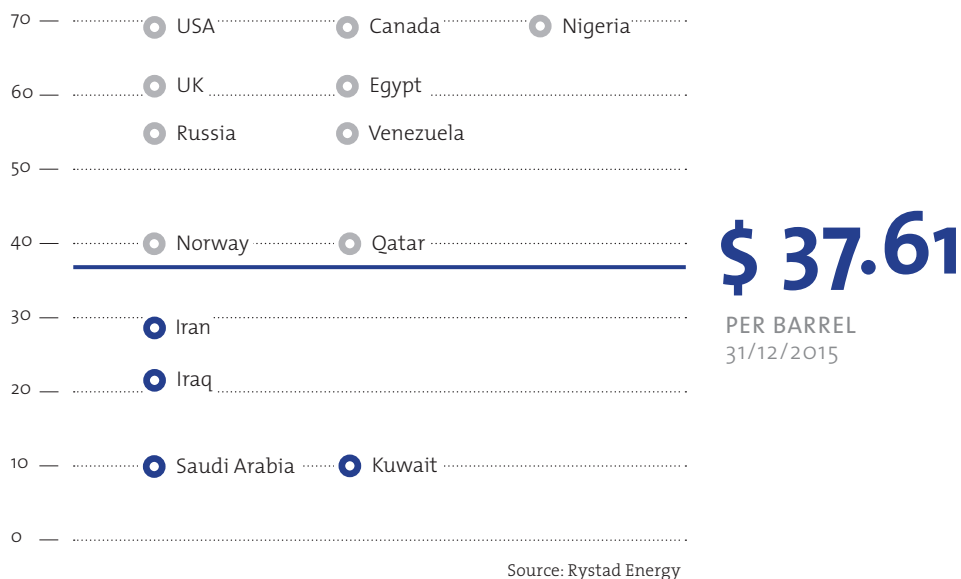 70 USA Canada Nigeria
60 UK Egypt
Russia Venezuela
50
40 Norway Qatar
$ 37.61
PER BARREL
31/12/2015
30 Iran
20 Iraq
10 Saudi Arabia Kuwait
0
Source: Rystad Energy